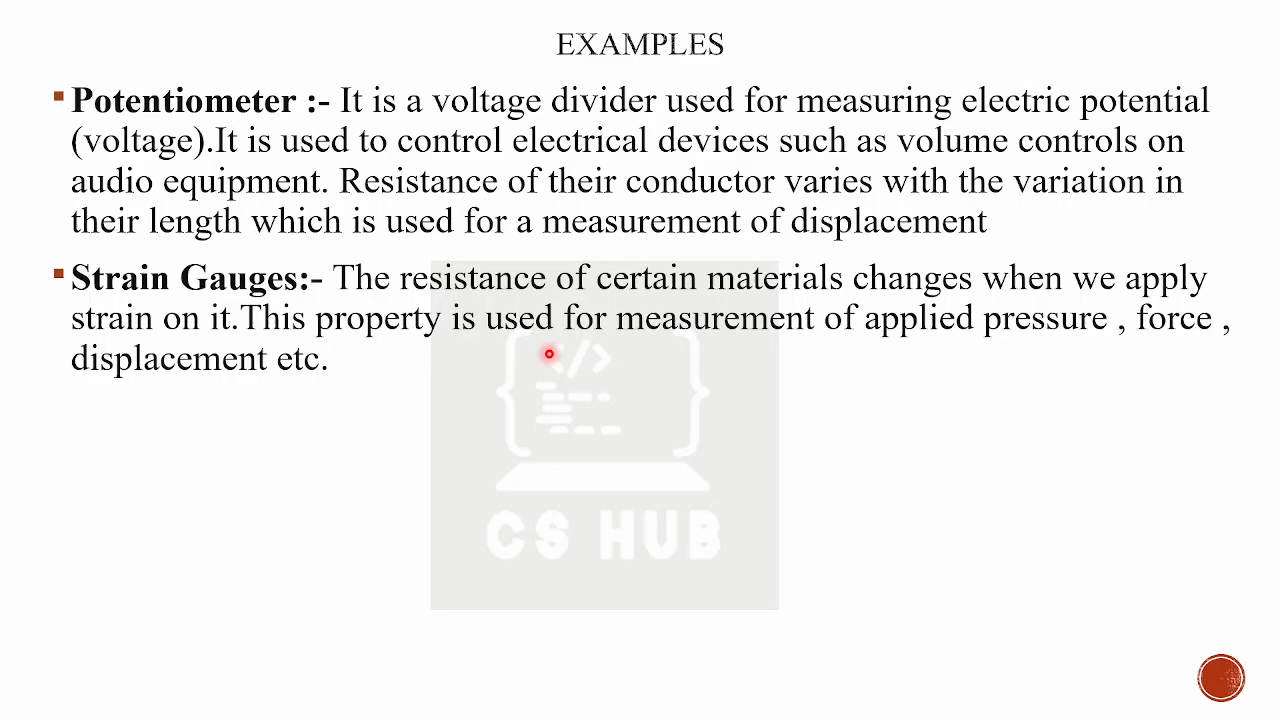 EXAMPLES
Potentiometer :- It is a voltage divider used for measuring electric potential
(voltage).It is used to control electrical devices such as volume controls on
audio equipment. Resistance of their conductor varies with the variation in
their length which is used for a measurement of displacement
Strain Gauges:- The resistance of certain materials changes when we apply
strain on it.This property is used for measurement of applied pressure , force ,
displacement etc.
</>
CS HUB